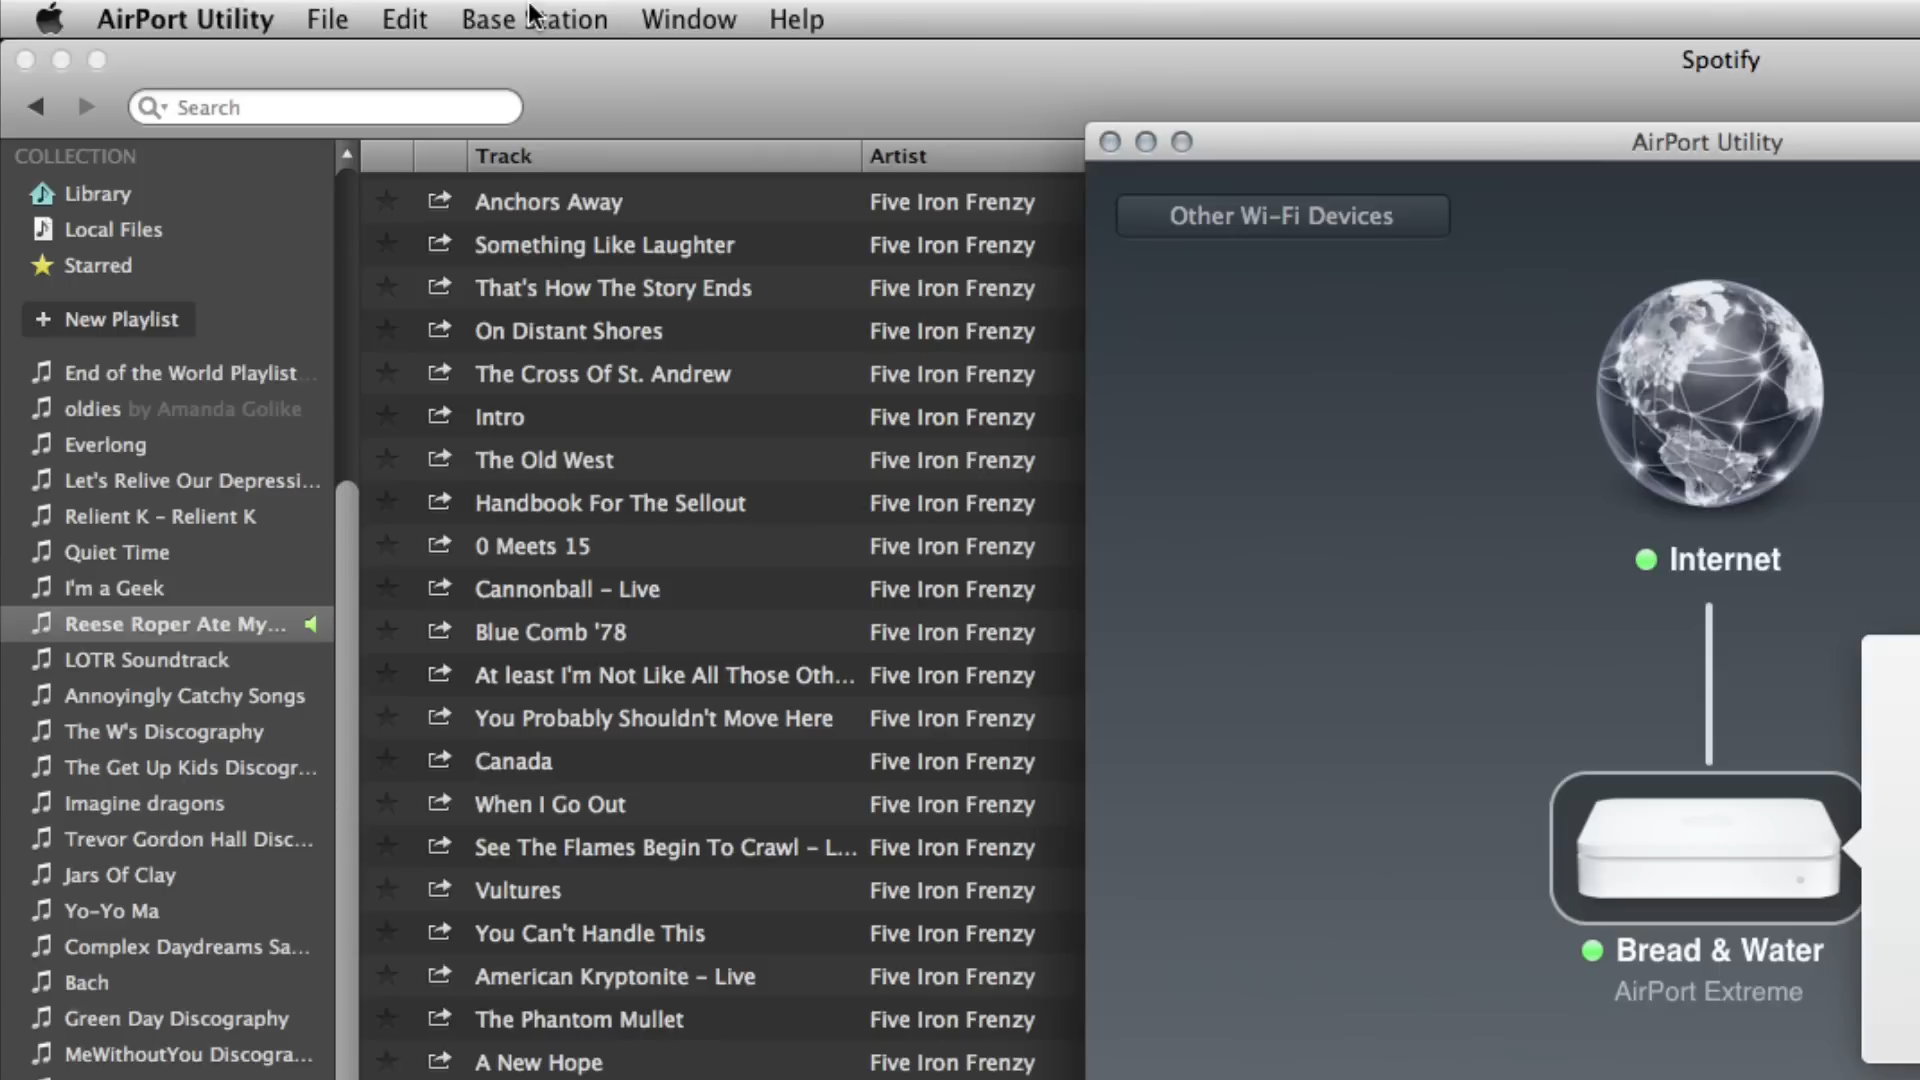 AirPort Utility File Edit Base Station Window Help
Spotify
Search
COLLECTION
Library
Local Files
Starred
+ New Playlist
End of the World Playlist...
oldies by Amanda Golike
Everlong
Let's Relive Our Depressi...
Relient K – Relient K
Quiet Time
I'm a Geek
Reese Roper Ate My...
LOTR Soundtrack
Annoyingly Catchy Songs
The W's Discography
The Get Up Kids Discogr...
Imagine dragons
Trevor Gordon Hall Disc...
Jars Of Clay
Yo-Yo Ma
Complex Daydreams Sa...
Bach
Green Day Discography
MeWithoutYou Discogra...
Track Artist
Anchors Away Five Iron Frenzy
Something Like Laughter Five Iron Frenzy
That's How The Story Ends Five Iron Frenzy
On Distant Shores Five Iron Frenzy
The Cross Of St. Andrew Five Iron Frenzy
Intro Five Iron Frenzy
The Old West Five Iron Frenzy
Handbook For The Sellout Five Iron Frenzy
0 Meets 15 Five Iron Frenzy
Cannonball – Live Five Iron Frenzy
Blue Comb '78 Five Iron Frenzy
At least I'm Not Like All Those Oth... Five Iron Frenzy
You Probably Shouldn't Move Here Five Iron Frenzy
Canada Five Iron Frenzy
When I Go Out Five Iron Frenzy
See The Flames Begin To Crawl – L... Five Iron Frenzy
Vultures Five Iron Frenzy
You Can't Handle This Five Iron Frenzy
American Kryptonite – Live Five Iron Frenzy
The Phantom Mullet Five Iron Frenzy
A New Hope Five Iron Frenzy
AirPort Utility
Other Wi-Fi Devices
Internet
Bread & Water
AirPort Extreme